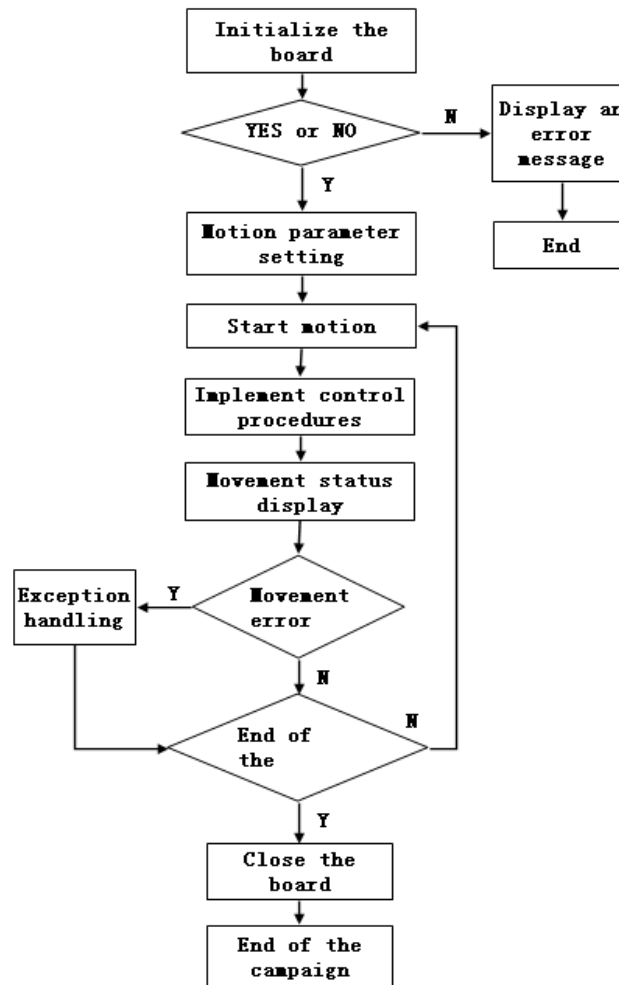 Initialize the
board
YES or NO
N
Display an
error
message
Y
End
Motion parameter
setting
Start motion
Implement control
procedures
Movement status
display
Exception
handling
Y
Movement
error
N
N
End of
the
Y
Close the
board
End of the
campaign